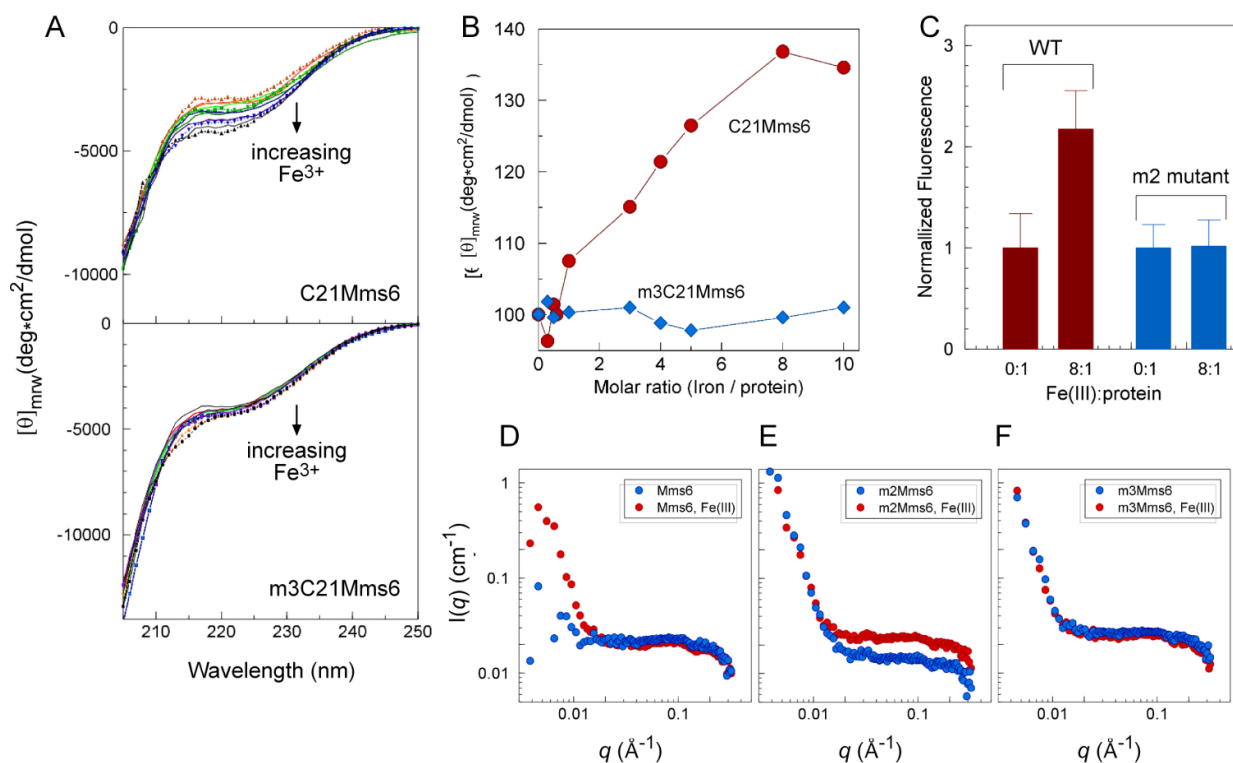 A
0
-5000
-10000
increasing
Fe3+
C21Mms6
0
-5000
-10000
increasing
Fe3+
m3C21Mms6
210 220 230 240 250
Wavelength (nm)
[θ]mrw(deg*cm2/dmol)
B
140
130
120
110
100
C21Mms6
m3C21Mms6
0 2 4 6 8 10
Molar ratio (Iron / protein)
[θ]mrw(deg*cm2/dmol)
C
3
2
1
0
WT
m2 mutant
0:1 8:1 0:1 8:1
Fe(III):protein
Normallized Fluorescence
D
1
0.1
0.01
Mms6
Mms6, Fe(III)
0.01 0.1
q (Å-1)
I(q) (cm-1)
E
m2Mms6
m2Mms6, Fe(III)
0.01 0.1
q (Å-1)
F
m3Mms6
m3Mms6, Fe(III)
0.01 0.1
q (Å-1)